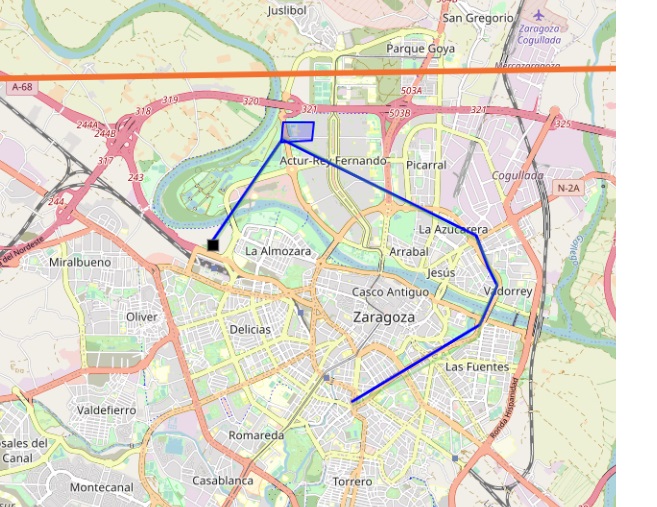 Juslibol
San Gregorio
Parque Goya
Zaragoza
Cogullada
Mercazaragoza
A-68
503A
318
319
320
321
503B
321
325
244A
244B
317
243
244
Actur-Rey Fernando
Picarral
Cogullada
N-2A
Gállego
La Azucarera
del Nordeste
Miralbueno
La Almozara
Arrabal
Jesús
Casco Antiguo
Vadorrey
Oliver
Delicias
Zaragoza
Las Fuentes
Valdefierro
Ronda Hispanidad
Romareda
sales del
Canal
Casablanca
Torrero
Montecanal